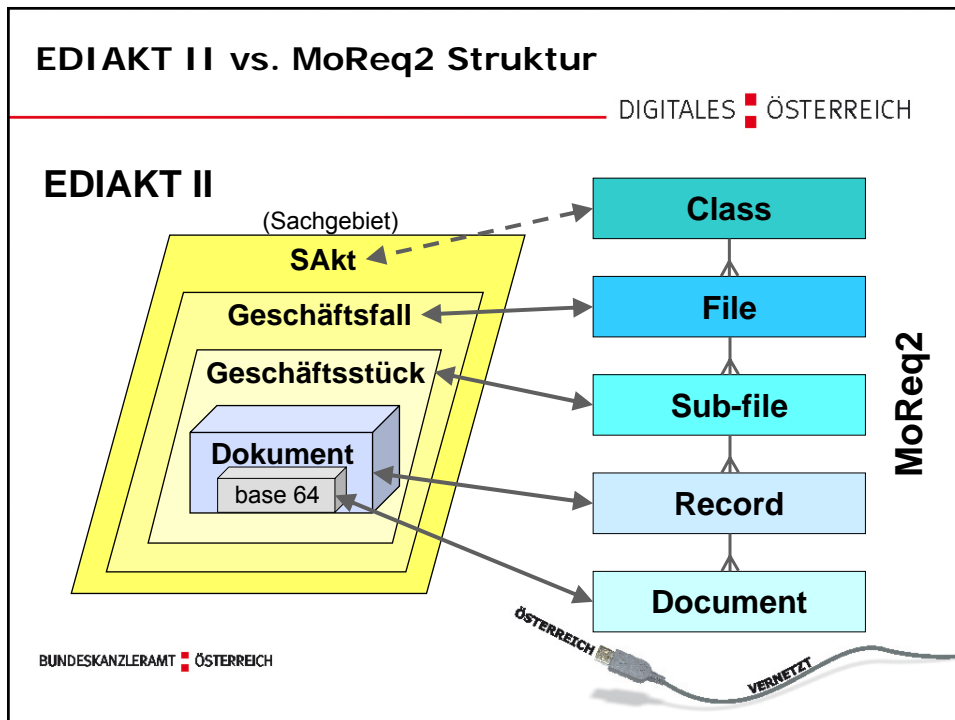 EDIAKT II vs. MoReq2 Struktur
DIGITALES ÖSTERREICH
EDIAKT II
(Sachgebiet)
SAkt
Geschäftsfall
Geschäftsstück
Dokument
base 64
Class
File
Sub-file
Record
Document
MoReq2
BUNDESKANZLERAMT ÖSTERREICH
ÖSTERREICH
VERNETZT